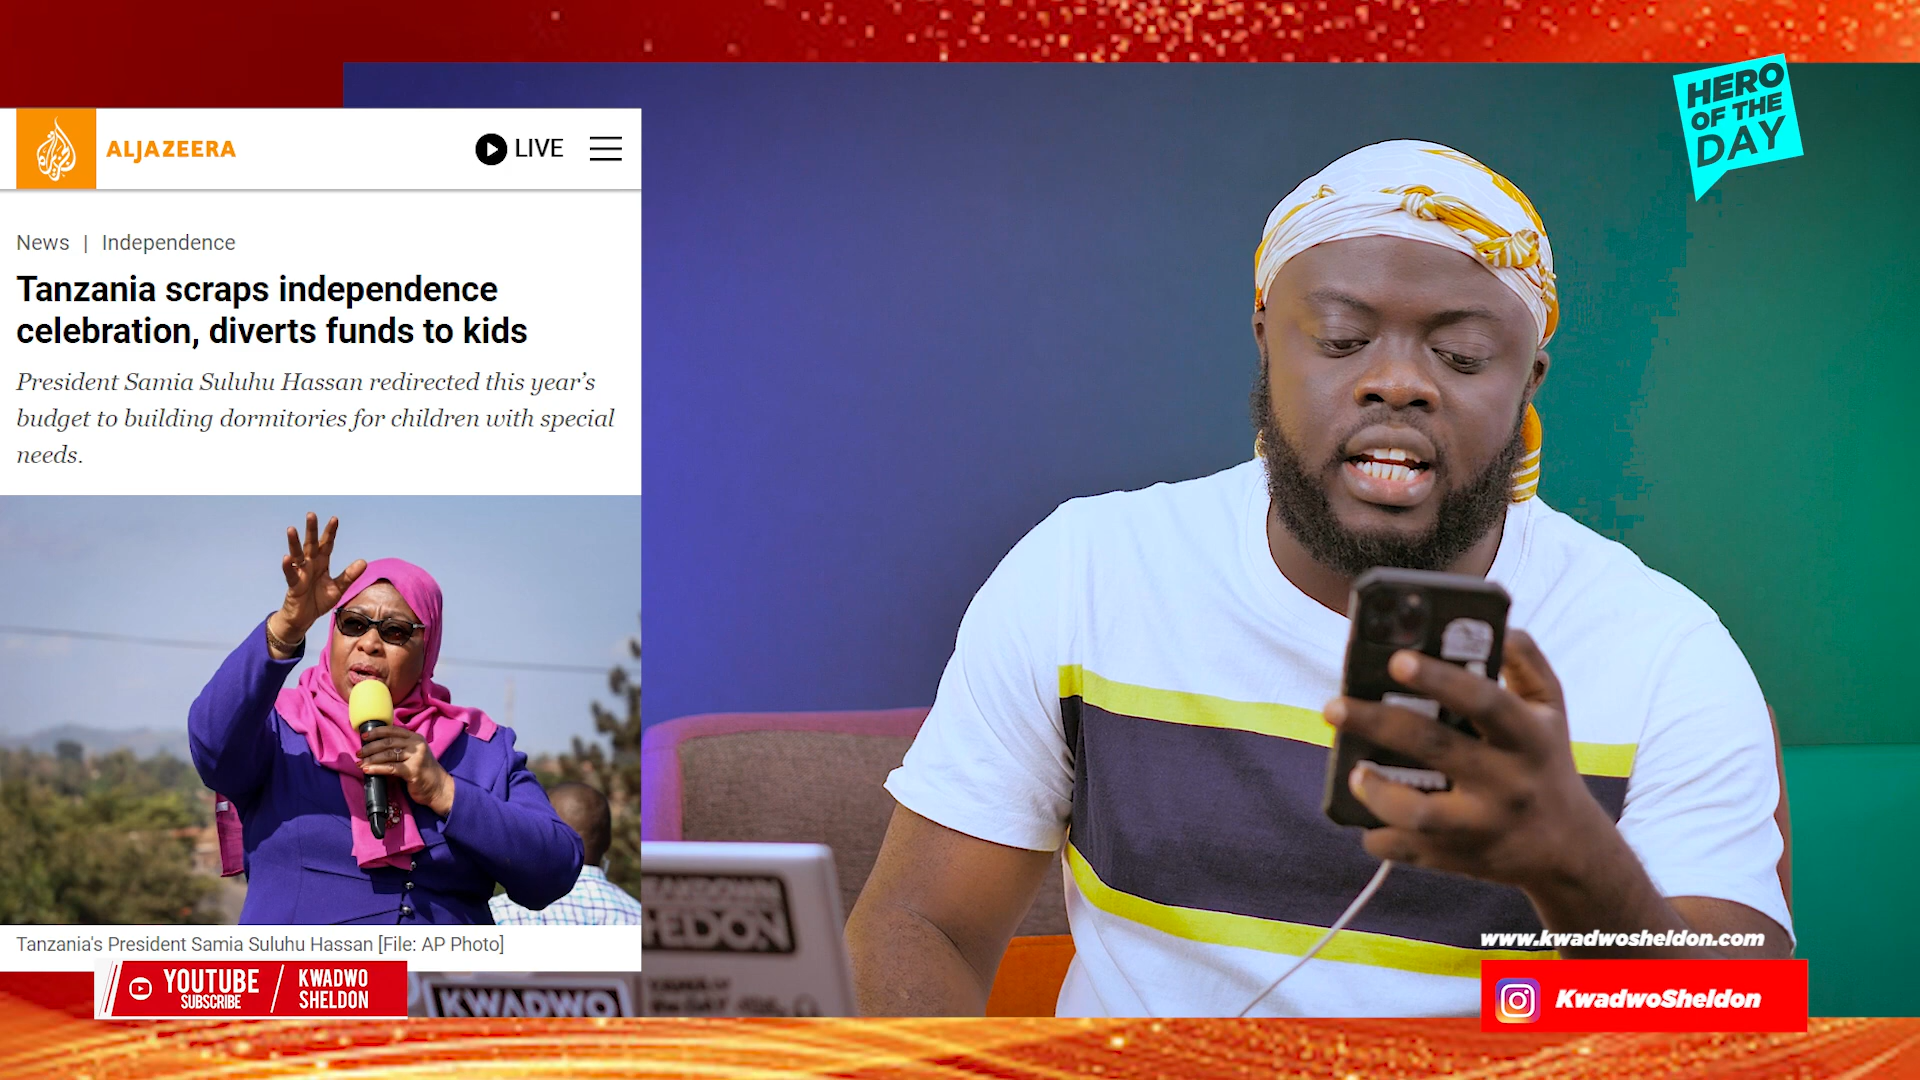 HERO
OF THE
DAY
ALJAZEERA
LIVE
News | Independence
Tanzania scraps independence
celebration, diverts funds to kids
President Samia Suluhu Hassan redirected this year's
budget to building dormitories for children with special
needs.
Tanzania's President Samia Suluhu Hassan [File: AP Photo]
YOUTUBE
SUBSCRIBE
KWADWO
SHELDON
KWADWO
www.kwadwosheldon.com
KwadwoSheldon